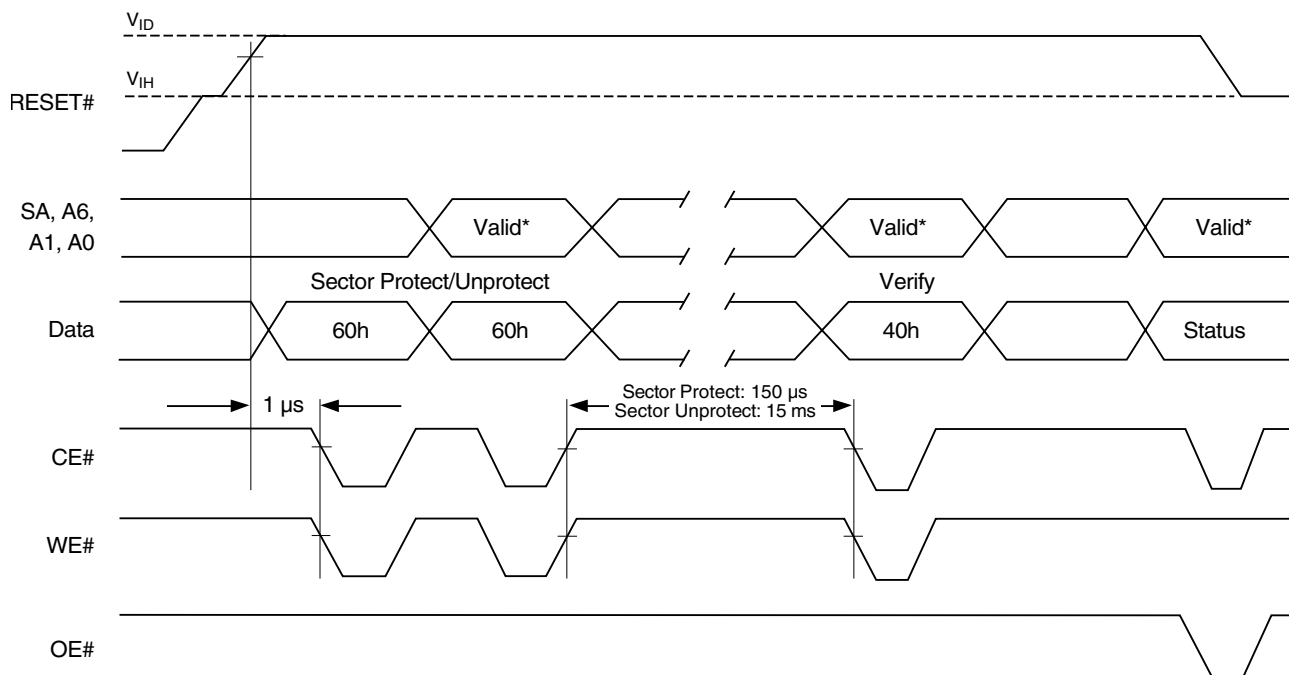 VID
VIH
RESET#
SA, A6,
A1, A0
Valid*
Valid*
Valid*
Sector Protect/Unprotect
Verify
Data
60h
60h
40h
Status
1 µs
Sector Protect: 150 µs
Sector Unprotect: 15 ms
CE#
WE#
OE#